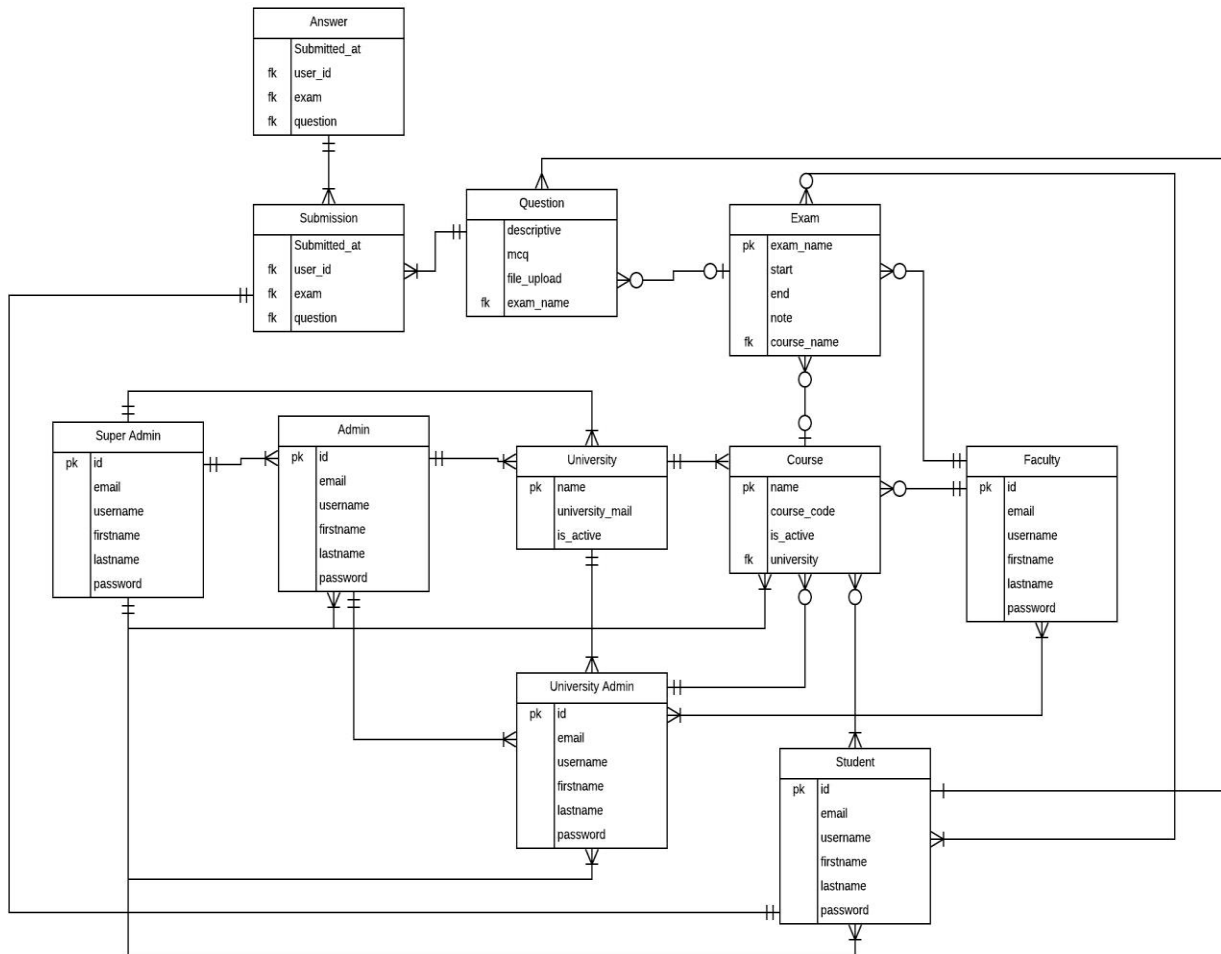 Answer
Submitted_at
fk user_id
fk exam
fk question
Submission
Submitted_at
fk user_id
fk exam
fk question
Question
descriptive
mcq
file_upload
fk exam_name
Exam
pk exam_name
start
end
note
fk course_name
Super Admin
pk id
email
username
firstname
lastname
password
Admin
pk id
email
username
firstname
lastname
password
University
pk name
university_mail
is_active
Course
pk name
course_code
is_active
fk university
Faculty
pk id
email
username
firstname
lastname
password
University Admin
pk id
email
username
firstname
lastname
password
Student
pk id
email
username
firstname
lastname
password